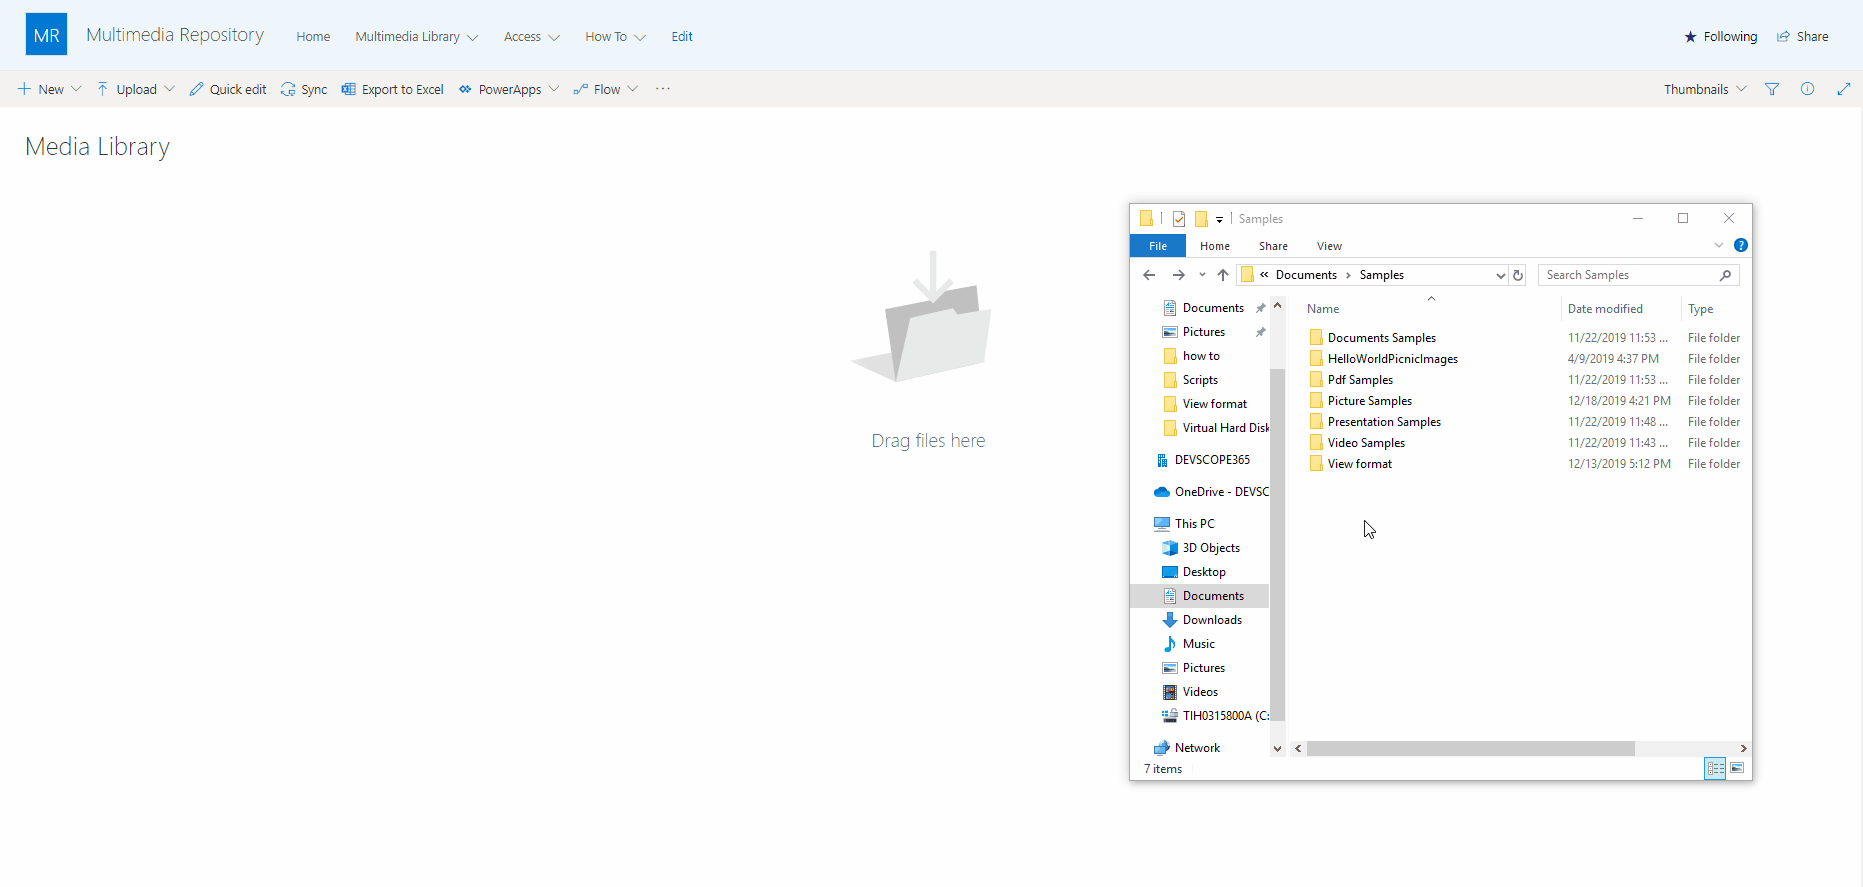 MR Multimedia Repository Home Multimedia Library Access How To Edit Following Share
New Upload Quick edit Sync Export to Excel PowerApps Flow ... Thumbnails
Media Library
Drag files here
Samples
File Home Share View ?
« Documents > Samples Search Samples
Documents
Pictures
how to
Scripts
View format
Virtual Hard Disk
DEVSCOPE365
OneDrive - DEVSC
This PC
3D Objects
Desktop
Documents
Downloads
Music
Pictures
Videos
TIH0315800A (C:
Network
Name Date modified Type
Documents Samples 11/22/2019 11:53 ... File folder
HelloWorldPicnicImages 4/9/2019 4:37 PM File folder
Pdf Samples 11/22/2019 11:53 ... File folder
Picture Samples 12/18/2019 4:21 PM File folder
Presentation Samples 11/22/2019 11:48 ... File folder
Video Samples 11/22/2019 11:43 ... File folder
View format 12/13/2019 5:12 PM File folder
7 items